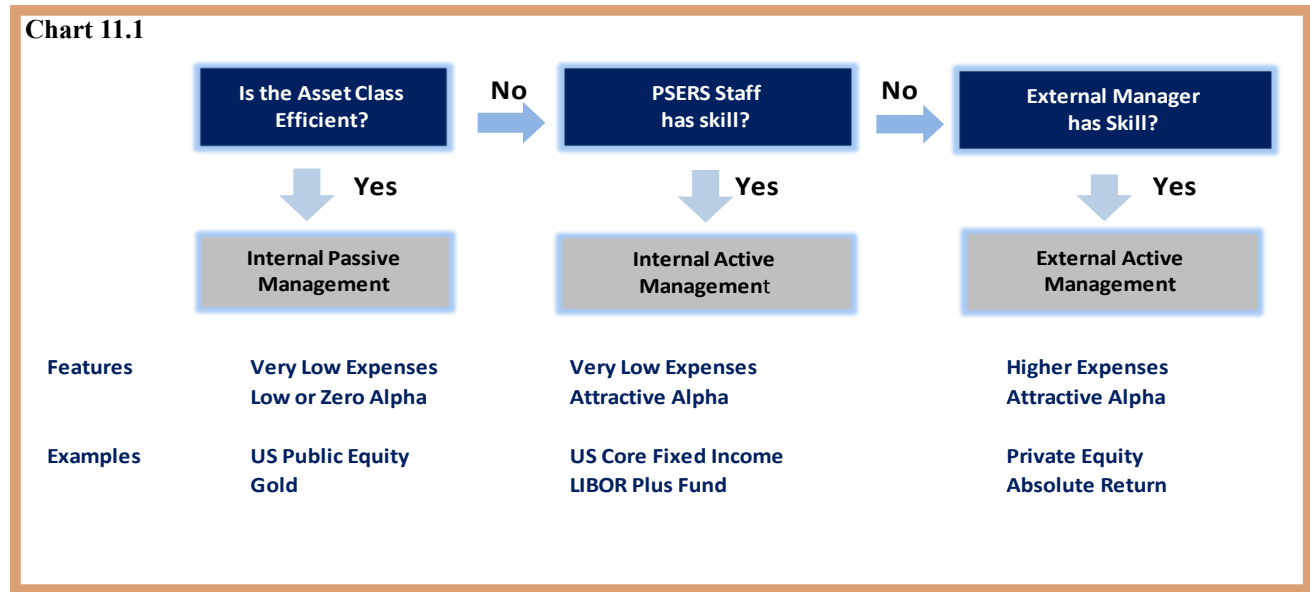 Chart 11.1
Is the Asset Class
Efficient?
No
PSERS Staff
has skill?
No
External Manager
has Skill?
Yes
Yes
Yes
Internal Passive
Management
Internal Active
Management
External Active
Management
Features
Very Low Expenses
Low or Zero Alpha
Very Low Expenses
Attractive Alpha
Higher Expenses
Attractive Alpha
Examples
US Public Equity
Gold
US Core Fixed Income
LIBOR Plus Fund
Private Equity
Absolute Return